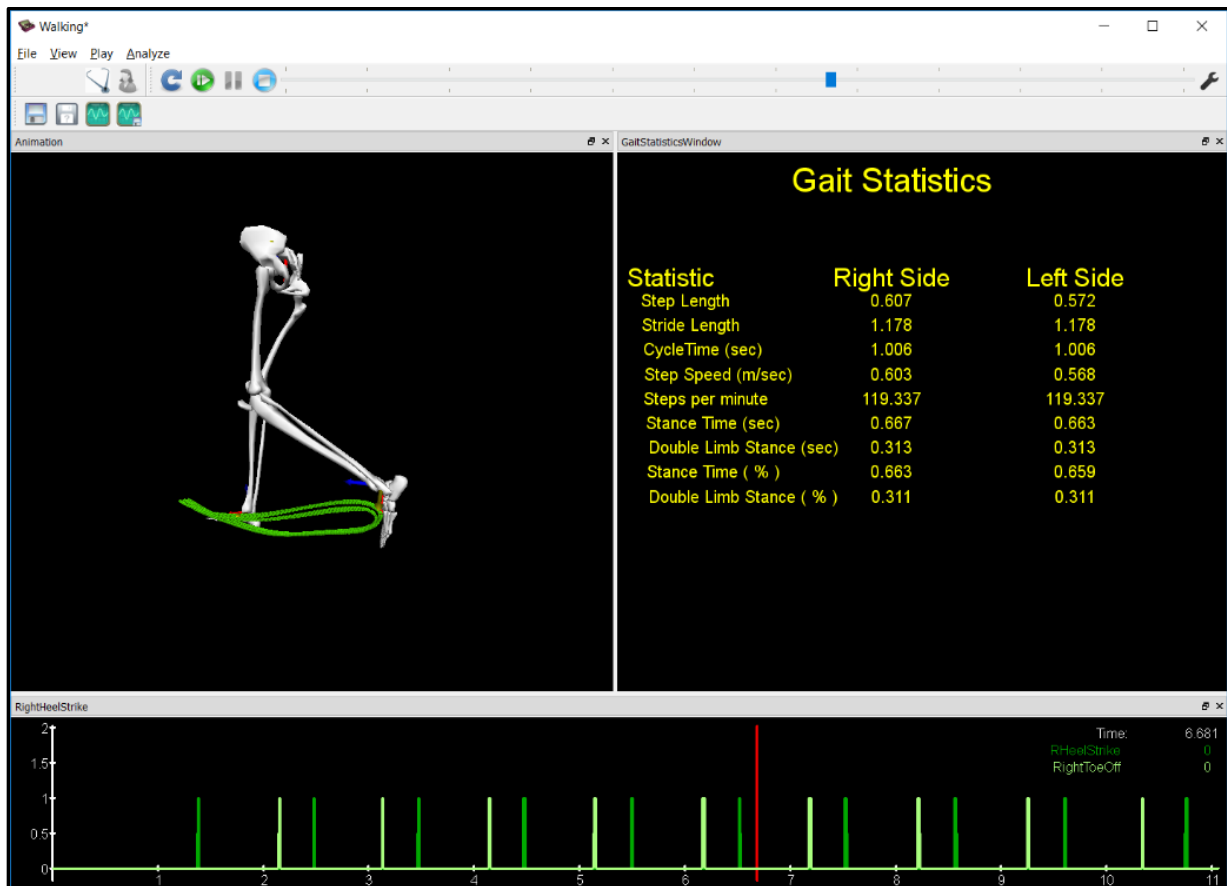 Walking*
File View Play Analyze
Animation
GaitStatisticsWindow
Gait Statistics
Statistic Right Side Left Side
Step Length 0.607 0.572
Stride Length 1.178 1.178
CycleTime (sec) 1.006 1.006
Step Speed (m/sec) 0.603 0.568
Steps per minute 119.337 119.337
Stance Time (sec) 0.667 0.663
Double Limb Stance (sec) 0.313 0.313
Stance Time ( % ) 0.663 0.659
Double Limb Stance ( % ) 0.311 0.311
RightHeelStrike
Time: 6.681
RHeelStrike 0
RightToeOff 0
2
1.5
1
0.5
0
1 2 3 4 5 6 7 8 9 10 11